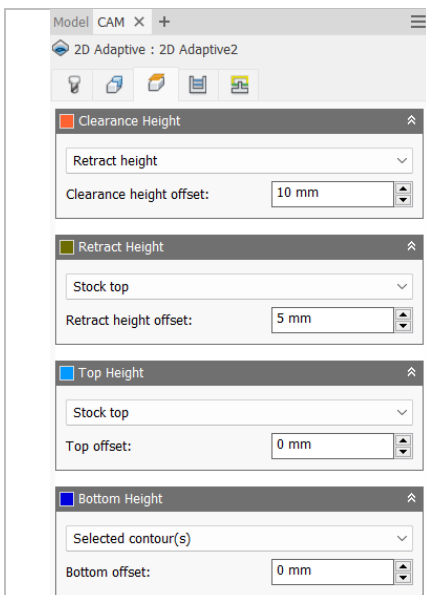 Model CAM
2D Adaptive : 2D Adaptive2
Clearance Height
Retract height
Clearance height offset: 10 mm
Retract Height
Stock top
Retract height offset: 5 mm
Top Height
Stock top
Top offset: 0 mm
Bottom Height
Selected contour(s)
Bottom offset: 0 mm